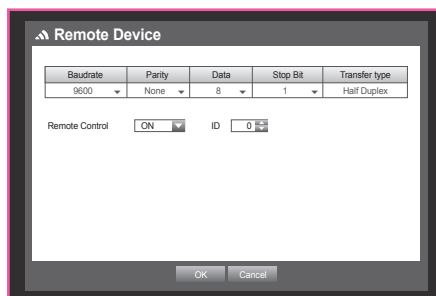 Remote Device
Baudrate Parity Data Stop Bit Transfer type
9600 None 8 1 Half Duplex
Remote Control ON ID 0
OK Cancel